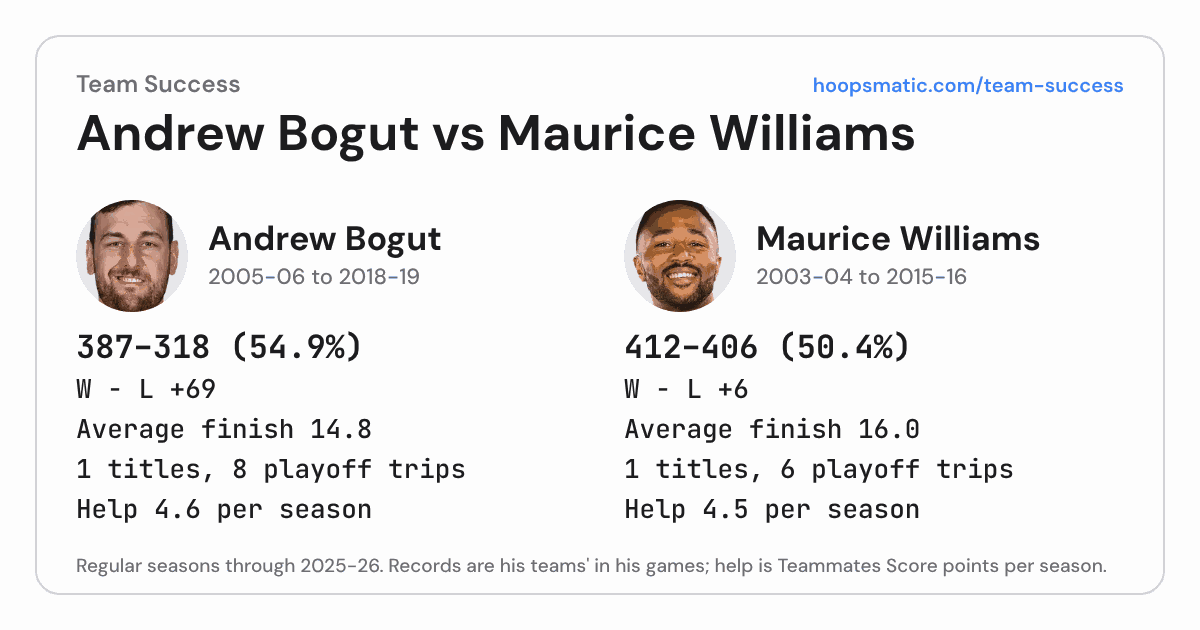 Team Success
hoopsmatic.com/team-success
Andrew Bogut vs Maurice Williams
Andrew Bogut
2005-06 to 2018-19
387-318 (54.9%)
W - L +69
Average finish 14.8
1 titles, 8 playoff trips
Help 4.6 per season
Maurice Williams
2003-04 to 2015-16
412-406 (50.4%)
W - L +6
Average finish 16.0
1 titles, 6 playoff trips
Help 4.5 per season
Regular seasons through 2025-26. Records are his teams' in his games; help is Teammates Score points per season.